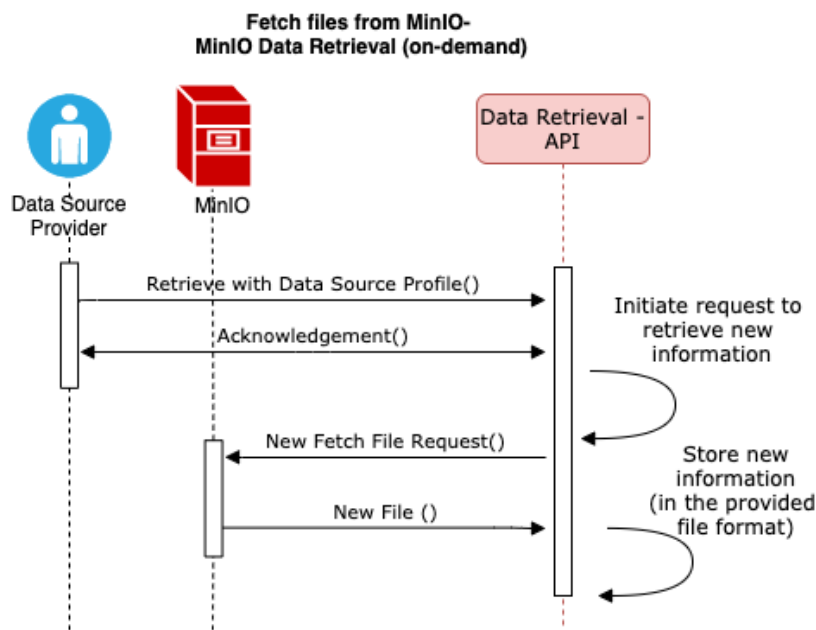 Fetch files from MinIO-
MinIO Data Retrieval (on-demand)
Data Source
Provider
MinIO
Data Retrieval -
API
Retrieve with Data Source Profile()
Initiate request to
retrieve new
information
Acknowledgement()
New Fetch File Request()
Store new
information
(in the provided
file format)
New File ()